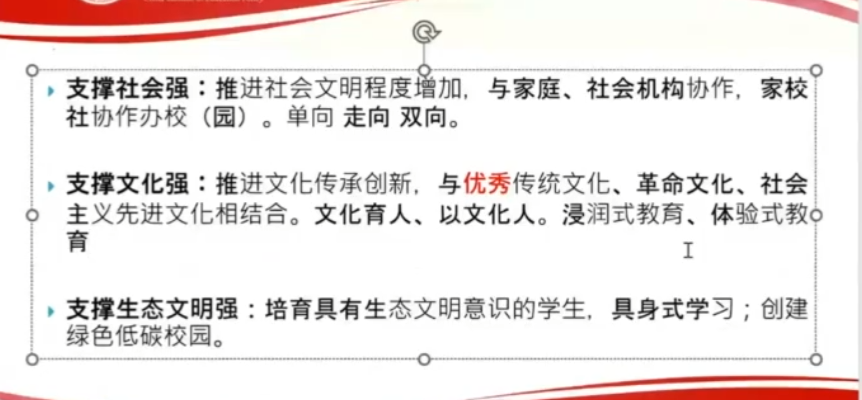 支撑社会强：推进社会文明程度增加，与家庭、社会机构协作，家校
社协作办校（园）。单向 走向 双向。
支撑文化强：推进文化传承创新，与优秀传统文化、革命文化、社会
主义先进文化相结合。文化育人、以文化人。浸润式教育、体验式教
育
支撑生态文明强：培育具有生态文明意识的学生，具身式学习；创建
绿色低碳校园。